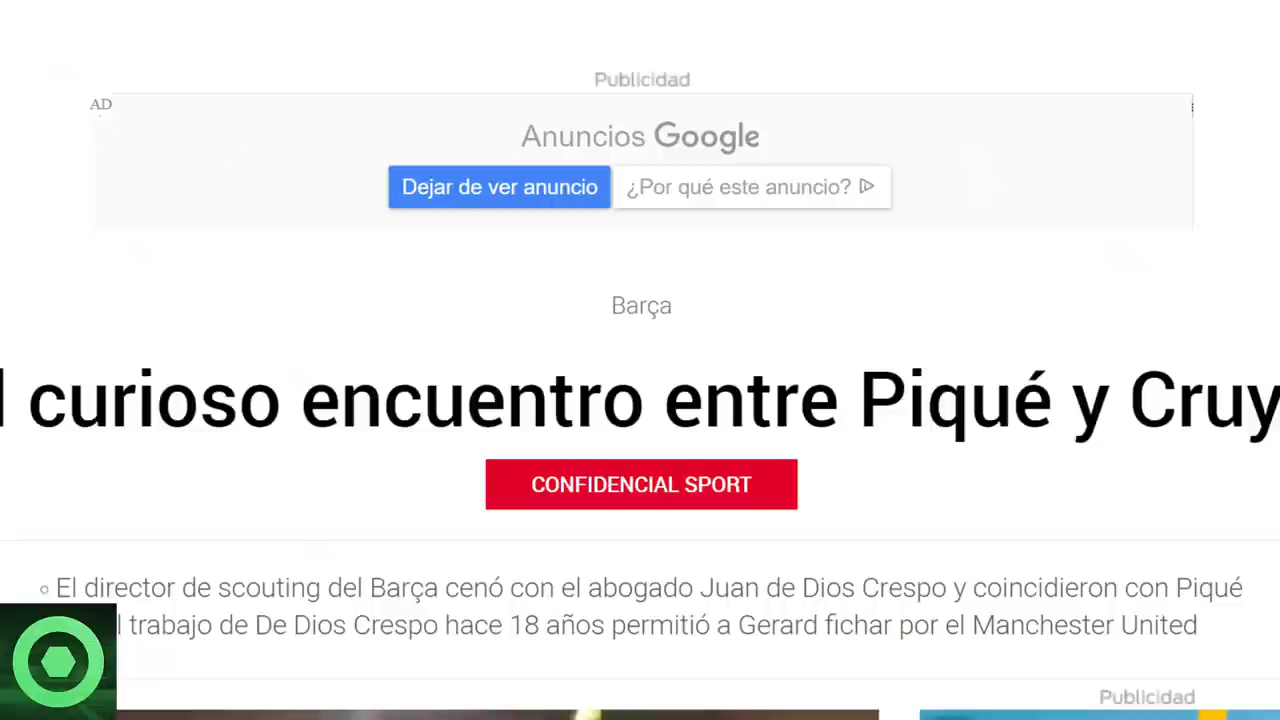 Publicidad
AD
Anuncios Google
Dejar de ver anuncio
¿Por qué este anuncio?
Barça
l curioso encuentro entre Piqué y Cruy
CONFIDENCIAL SPORT
El director de scouting del Barça cenó con el abogado Juan de Dios Crespo y coincidieron con Piqué
l trabajo de De Dios Crespo hace 18 años permitió a Gerard fichar por el Manchester United
Publicidad